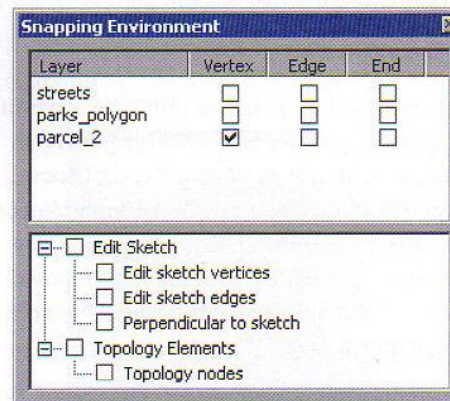 Snapping Environment
Layer Vertex Edge End
streets
parks_polygon
parcel_2
Edit Sketch
Edit sketch vertices
Edit sketch edges
Perpendicular to sketch
Topology Elements
Topology nodes